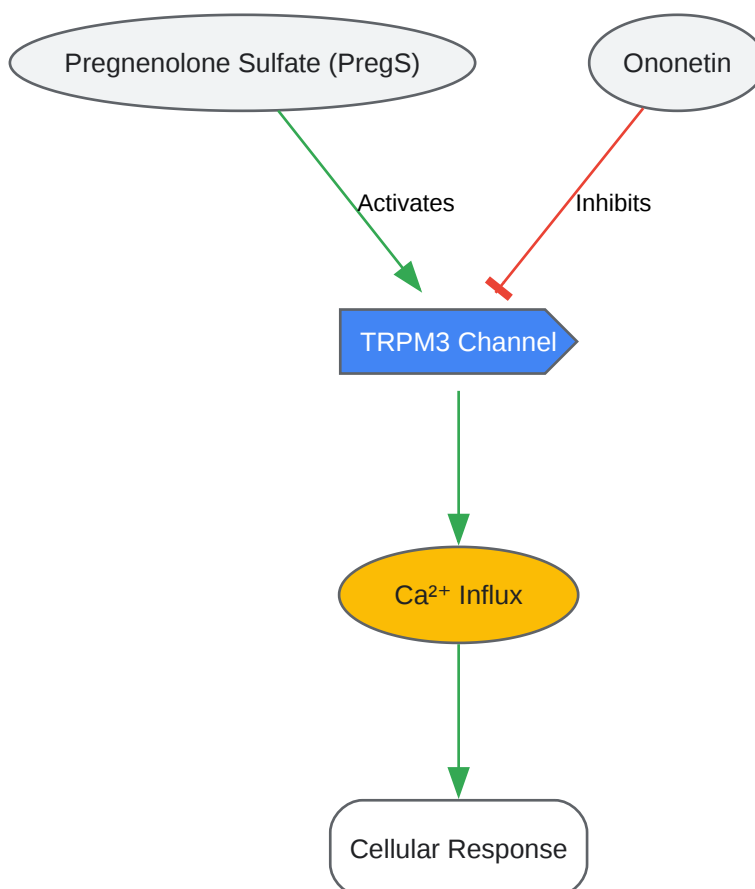 Pregnenolone Sulfate (PregS)
Ononetin
Activates
Inhibits
TRPM3 Channel
Ca²⁺ Influx
Cellular Response